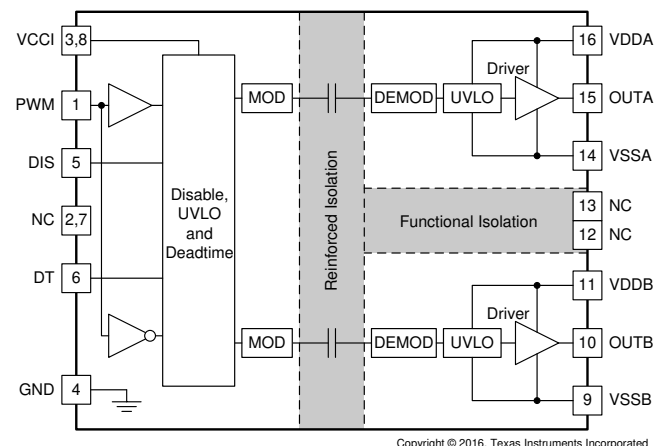 VCCI 3,8
PWM 1
DIS 5
NC 2,7
DT 6
GND 4
Disable,
UVLO
and
Deadtime
MOD
MOD
Reinforced Isolation
Functional Isolation
DEMOD UVLO Driver
DEMOD UVLO Driver
16 VDDA
15 OUTA
14 VSSA
13 NC
12 NC
11 VDDB
10 OUTB
9 VSSB
Copyright © 2016, Texas Instruments Incorporated